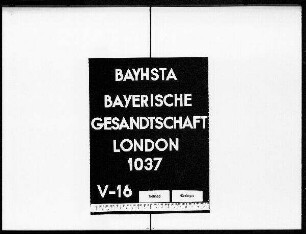 BAYHSTA
BAYERISCHE
GESANDTSCHAFT
LONDON
1037
V-16